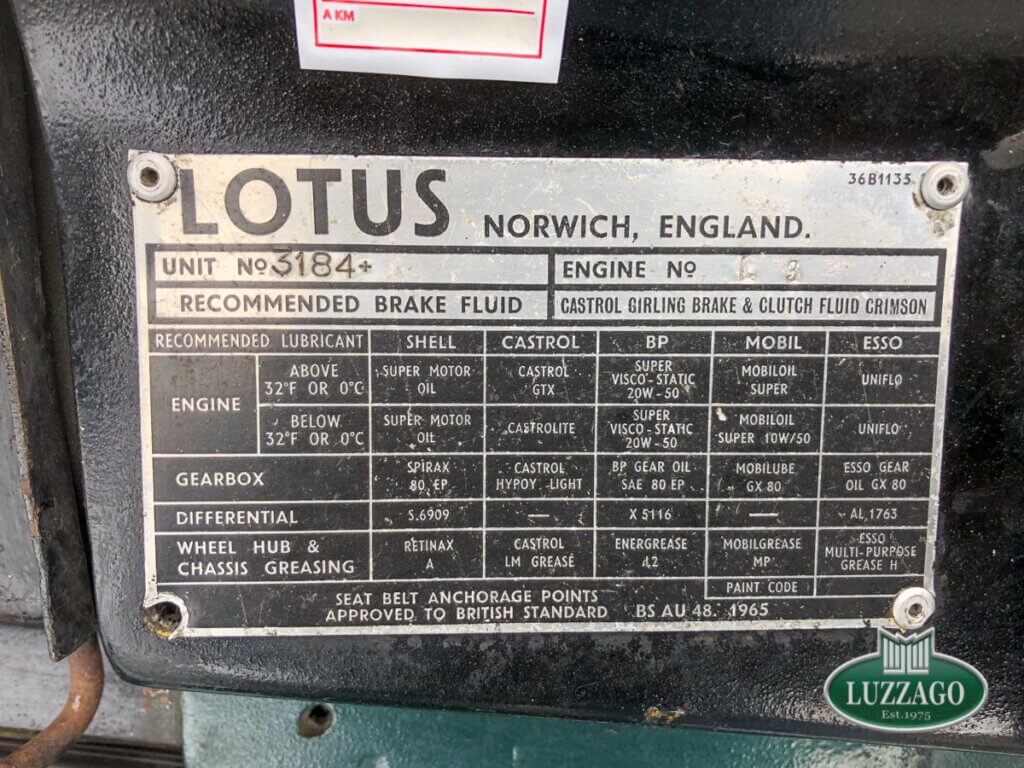 A KM
36B1135
LOTUS NORWICH, ENGLAND.
UNIT Nº 3184+ ENGINE Nº
RECOMMENDED BRAKE FLUID CASTROL GIRLING BRAKE & CLUTCH FLUID CRIMSON
RECOMMENDED LUBRICANT SHELL CASTROL BP MOBIL ESSO
ENGINE
ABOVE 32°F OR 0°C SUPER MOTOR OIL CASTROL GTX SUPER VISCO-STATIC 20W-50 MOBILOIL SUPER UNIFLO
BELOW 32°F OR 0°C SUPER MOTOR OIL CASTROLITE SUPER VISCO-STATIC 20W-50 MOBILOIL SUPER 10W/50 UNIFLO
GEARBOX SPIRAX 80 EP CASTROL HYPOY LIGHT BP GEAR OIL SAE 80 EP MOBILUBE GX 80 ESSO GEAR OIL GX 80
DIFFERENTIAL S.6909 — X 5116 — AL 1763
WHEEL HUB & CHASSIS GREASING RETINAX A CASTROL LM GREASE ENERGREASE L2 MOBILGREASE MP ESSO MULTI-PURPOSE GREASE H
PAINT CODE
SEAT BELT ANCHORAGE POINTS
APPROVED TO BRITISH STANDARD BS AU 48. 1965
LUZZAGO
Est.1975